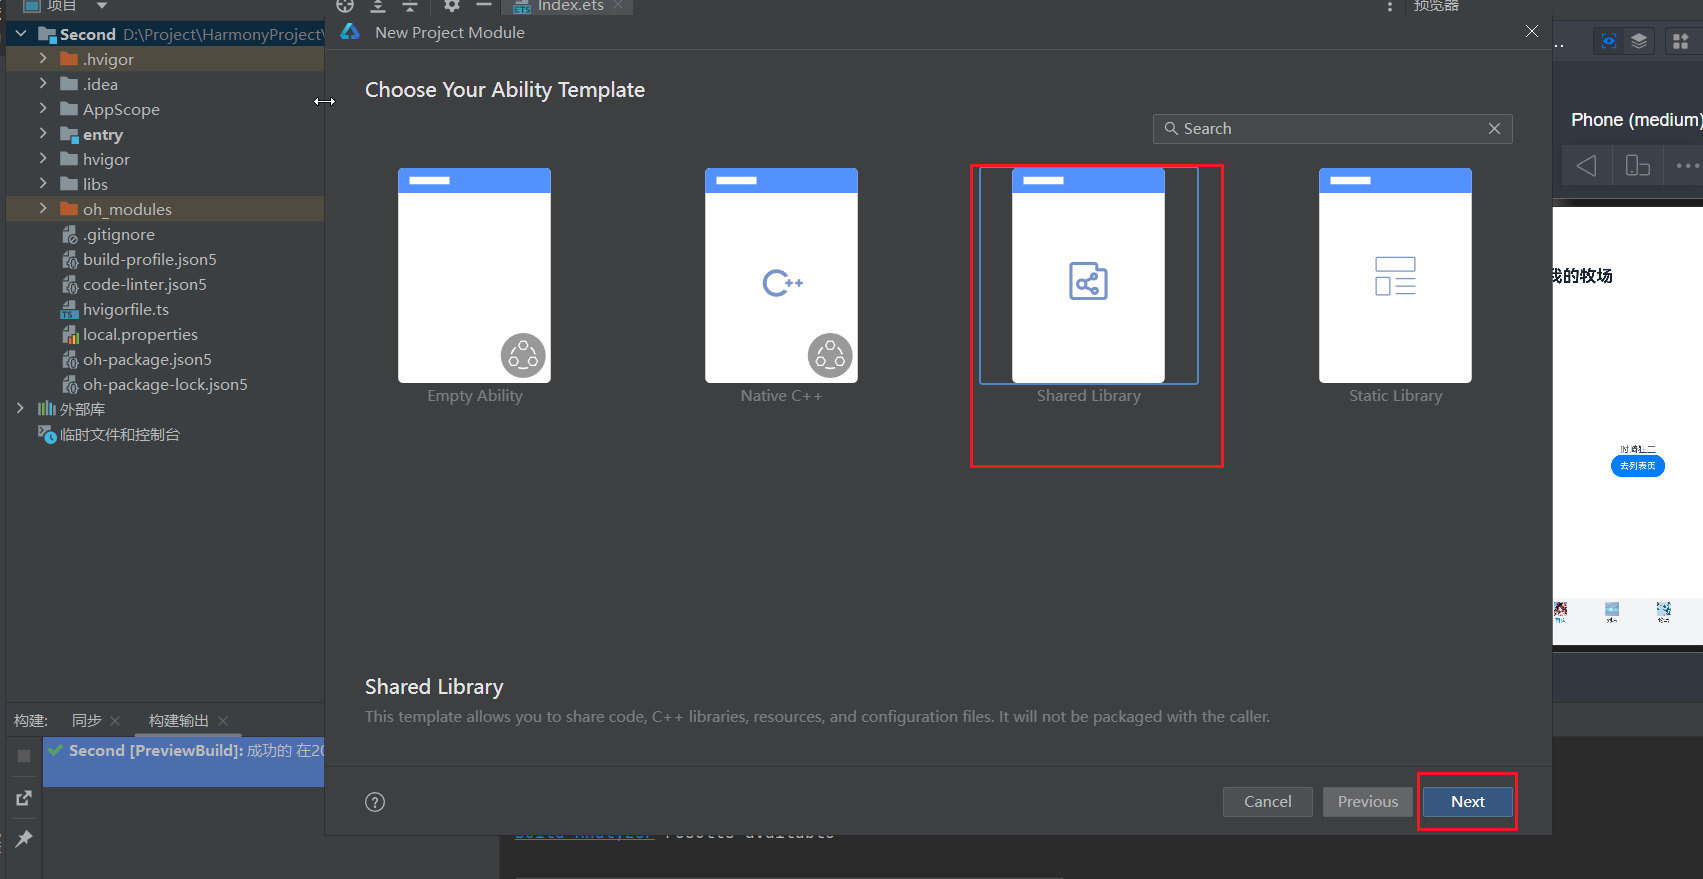 项目
Index.ets
预览器
Second D:\Project\HarmonyProject\
.hvigor
.idea
AppScope
entry
hvigor
libs
oh_modules
.gitignore
build-profile.json5
code-linter.json5
hvigorfile.ts
local.properties
oh-package.json5
oh-package-lock.json5
外部库
临时文件和控制台
New Project Module
Choose Your Ability Template
Search
C++
Empty Ability
Native C++
Shared Library
Static Library
Shared Library
This template allows you to share code, C++ libraries, resources, and configuration files. It will not be packaged with the caller.
Cancel
Previous
Next
Phone (medium)
我的牧场
去列表页
构建:
同步
构建输出
Second [PreviewBuild]: 成功的 在20
Build Analyzer results available